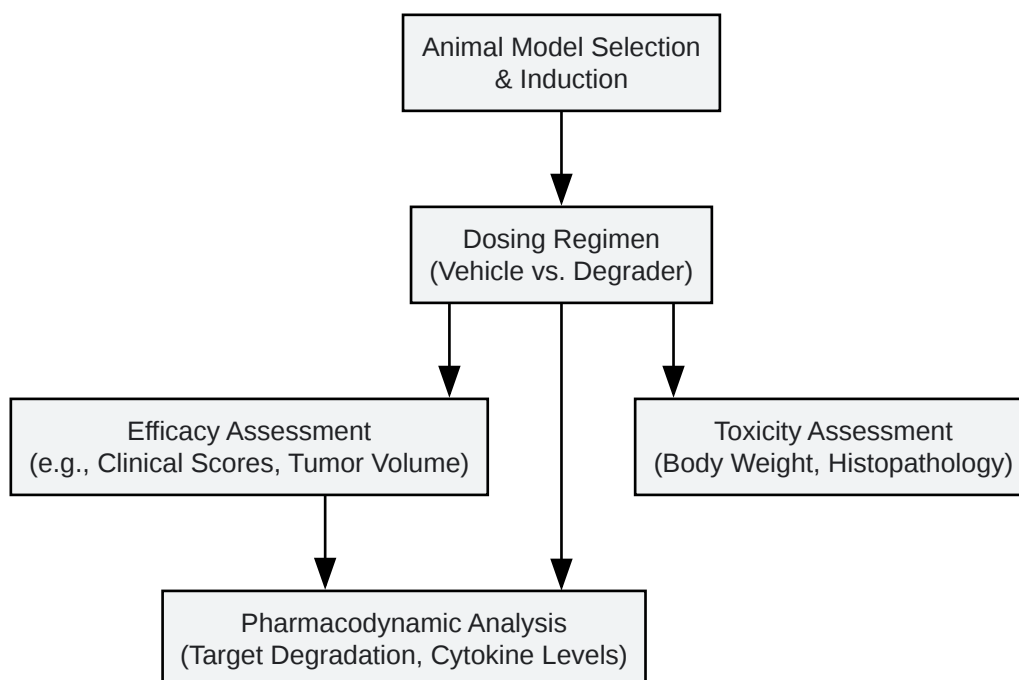 Animal Model Selection
& Induction
Dosing Regimen
(Vehicle vs. Degrader)
Efficacy Assessment
(e.g., Clinical Scores, Tumor Volume)
Toxicity Assessment
(Body Weight, Histopathology)
Pharmacodynamic Analysis
(Target Degradation, Cytokine Levels)